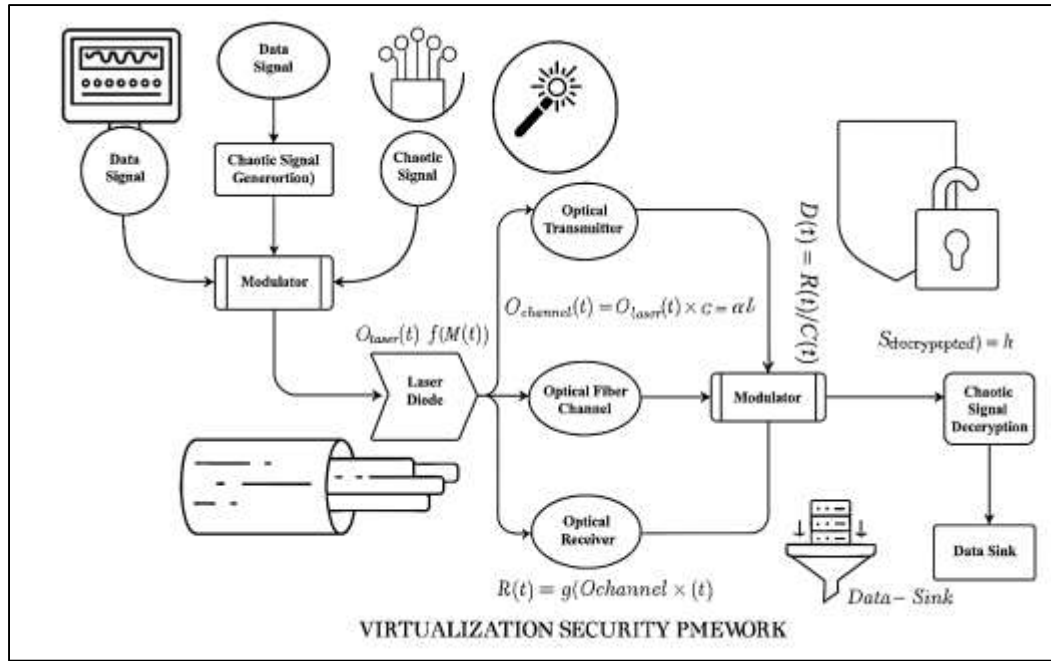 Data
Signal
Data
Signal
Chaotic Signal
Generortion)
Chaotic
Signal
Modulator
Optical
Transmitter
D(t) = R(t)/C(t)
O_channel(t) = O_laser(t) × c = αL
O_laser(t) f(M(t))
S_decryypted) = h
Laser
Diode
Optical Fiber
Channel
Modulator
Chaotic
Signal
Deceryption
Optical
Receiver
Data Sink
R(t) = g(Ochannel × (t)
Data – Sink
VIRTUALIZATION SECURITY PMEWORK